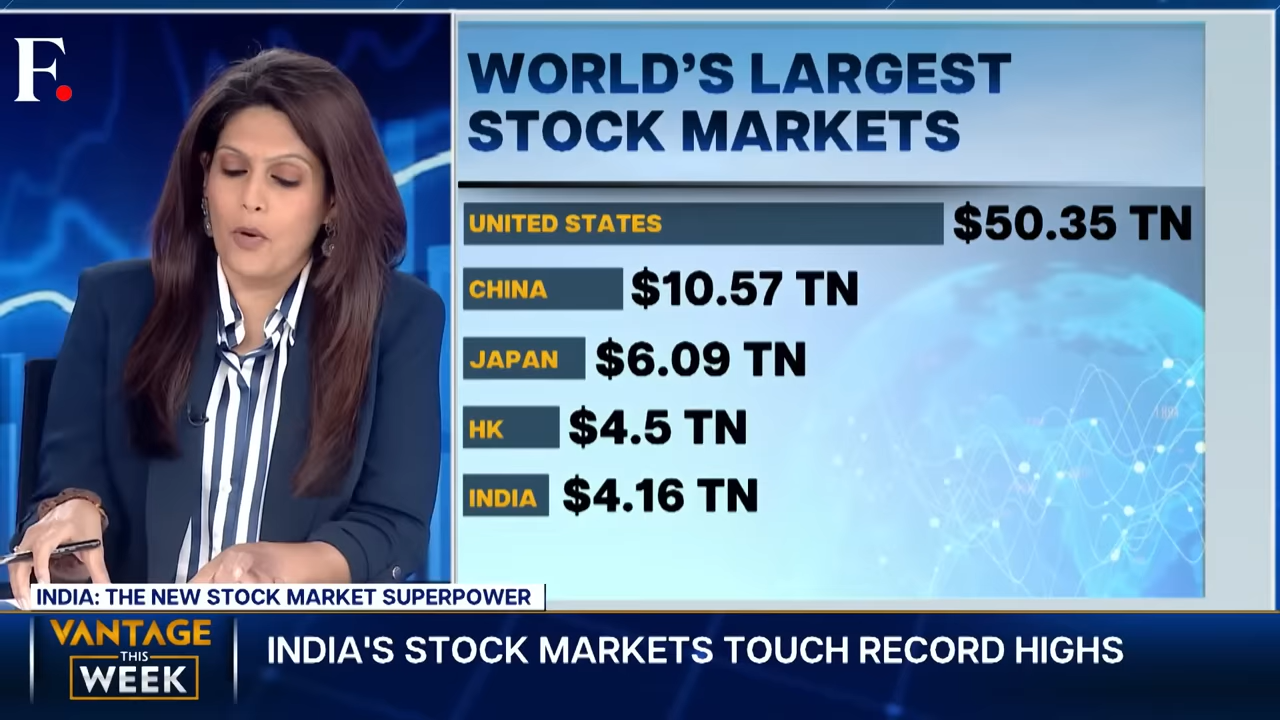 F.
WORLD'S LARGEST
STOCK MARKETS
UNITED STATES $50.35 TN
CHINA $10.57 TN
JAPAN $6.09 TN
HK $4.5 TN
INDIA $4.16 TN
INDIA: THE NEW STOCK MARKET SUPERPOWER
VANTAGE
THIS
WEEK
INDIA'S STOCK MARKETS TOUCH RECORD HIGHS